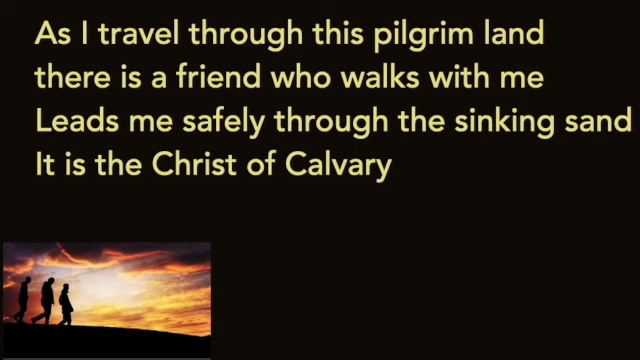 As I travel through this pilgrim land
there is a friend who walks with me
Leads me safely through the sinking sand
It is the Christ of Calvary